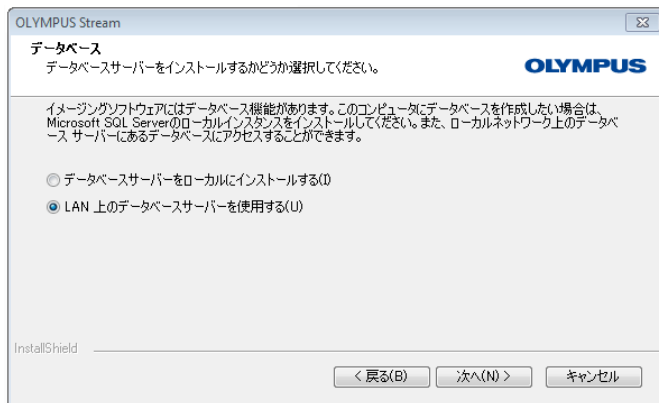 OLYMPUS Stream
データベース
データベースサーバーをインストールするかどうか選択してください。
OLYMPUS
イメージングソフトウェアにはデータベース機能があります。このコンピュータにデータベースを作成したい場合は、
Microsoft SQL Serverのローカルインスタンスをインストールしてください。また、ローカルネットワーク上のデータベ
ース サーバーにあるデータベースにアクセスすることができます。
データベースサーバーをローカルにインストールする(I)
LAN 上のデータベースサーバーを使用する(U)
InstallShield
< 戻る(B)
次へ(N) >
キャンセル